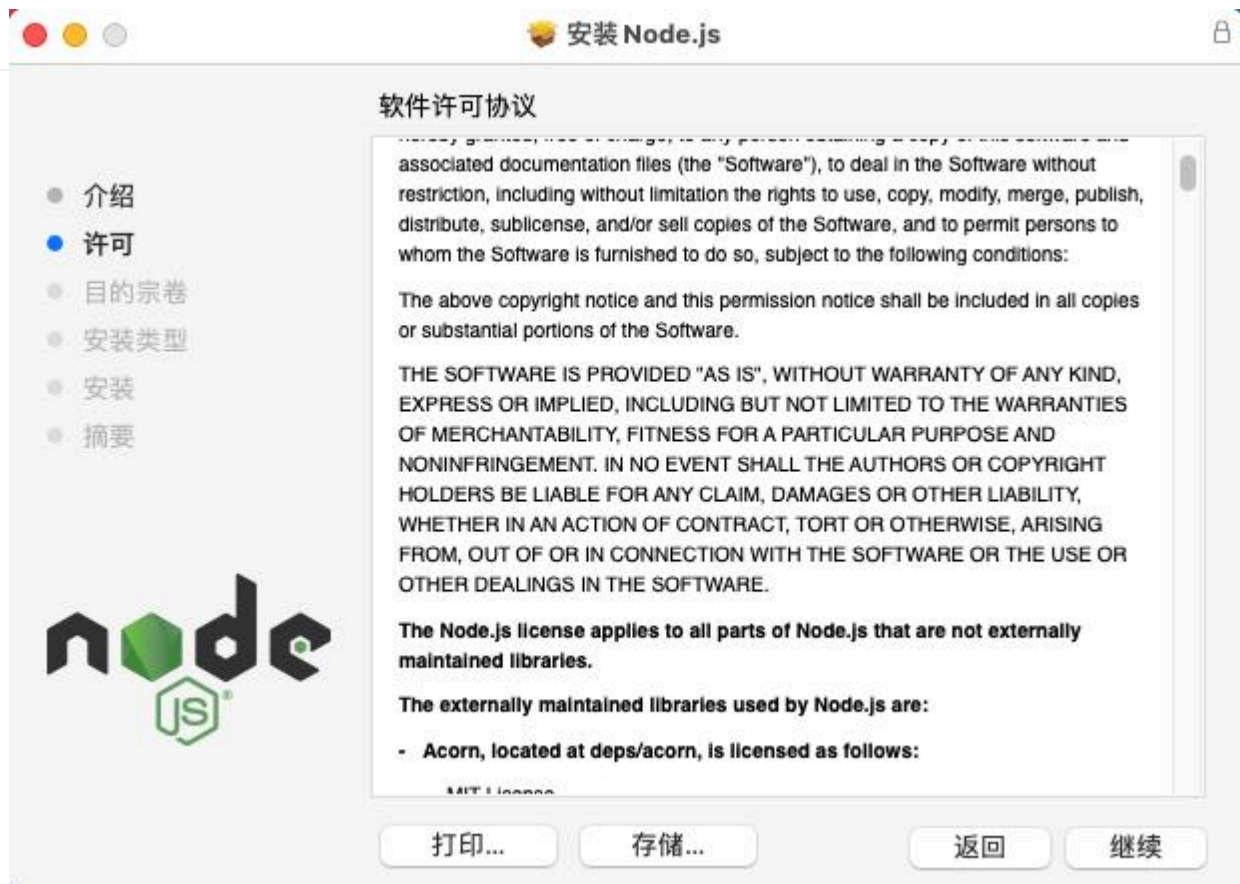 安装 Node.js
软件许可协议
介绍
许可
目的宗卷
安装类型
安装
摘要
associated documentation files (the "Software"), to deal in the Software without
restriction, including without limitation the rights to use, copy, modify, merge, publish,
distribute, sublicense, and/or sell copies of the Software, and to permit persons to
whom the Software is furnished to do so, subject to the following conditions:
The above copyright notice and this permission notice shall be included in all copies
or substantial portions of the Software.
THE SOFTWARE IS PROVIDED "AS IS", WITHOUT WARRANTY OF ANY KIND,
EXPRESS OR IMPLIED, INCLUDING BUT NOT LIMITED TO THE WARRANTIES
OF MERCHANTABILITY, FITNESS FOR A PARTICULAR PURPOSE AND
NONINFRINGEMENT. IN NO EVENT SHALL THE AUTHORS OR COPYRIGHT
HOLDERS BE LIABLE FOR ANY CLAIM, DAMAGES OR OTHER LIABILITY,
WHETHER IN AN ACTION OF CONTRACT, TORT OR OTHERWISE, ARISING
FROM, OUT OF OR IN CONNECTION WITH THE SOFTWARE OR THE USE OR
OTHER DEALINGS IN THE SOFTWARE.
The Node.js license applies to all parts of Node.js that are not externally
maintained libraries.
The externally maintained libraries used by Node.js are:
- Acorn, located at deps/acorn, is licensed as follows:
node
JS®
打印... 存储... 返回 继续